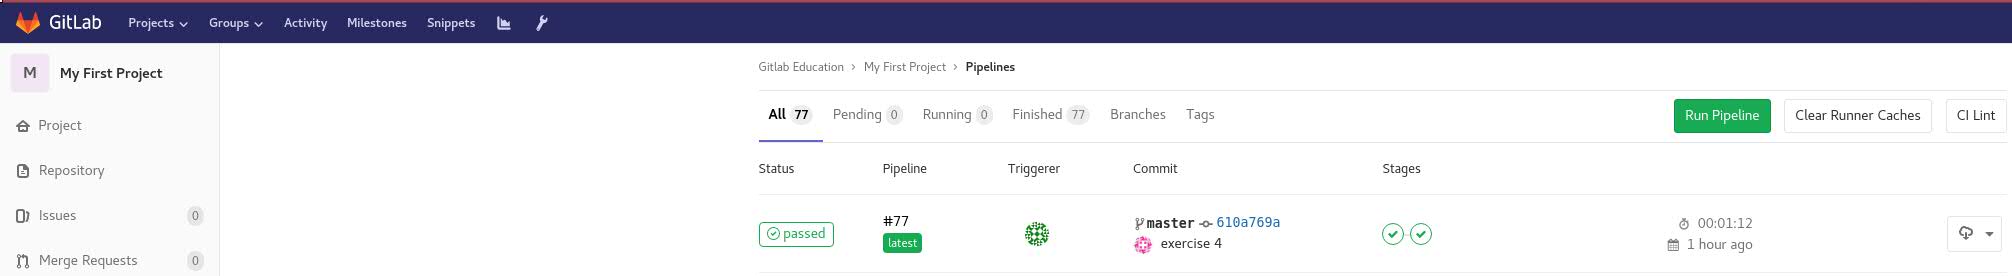 GitLab Projects Groups Activity Milestones Snippets
M My First Project
Project
Repository
Issues 0
Merge Requests 0
Gitlab Education › My First Project › Pipelines
All 77 Pending 0 Running 0 Finished 77 Branches Tags Run Pipeline Clear Runner Caches CI Lint
Status Pipeline Triggerer Commit Stages
passed #77 master 610a769a 00:01:12
latest exercise 4 1 hour ago